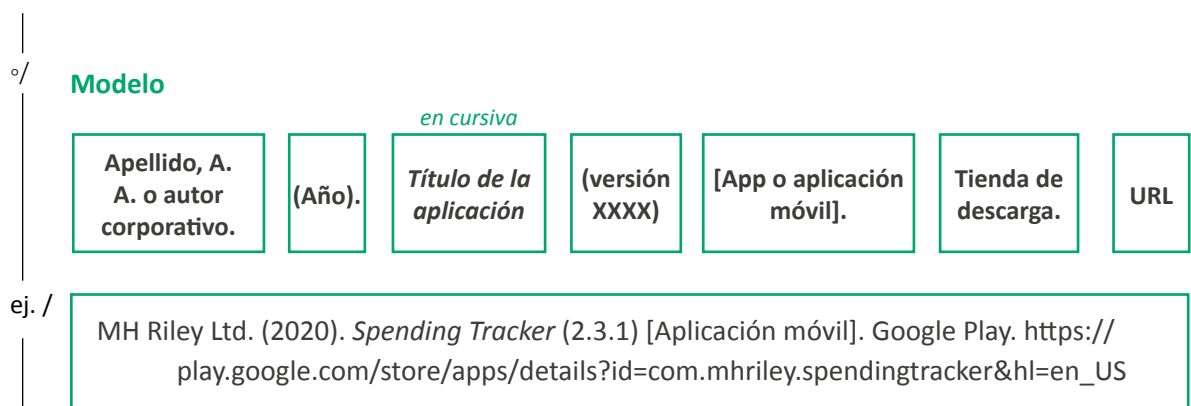 °/
Modelo
en cursiva
Apellido, A.
A. o autor
corporativo.
(Año).
Título de la
aplicación
(versión
XXXX)
[App o aplicación
móvil].
Tienda de
descarga.
URL
ej. /
MH Riley Ltd. (2020). Spending Tracker (2.3.1) [Aplicación móvil]. Google Play. https://
play.google.com/store/apps/details?id=com.mhriley.spendingtracker&hl=en_US